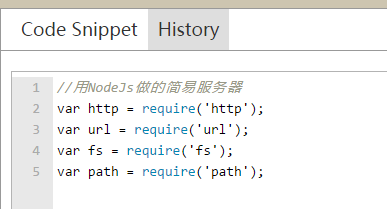 Code Snippet History
1 //用NodeJs做的简易服务器
2 var http = require('http');
3 var url = require('url');
4 var fs = require('fs');
5 var path = require('path');